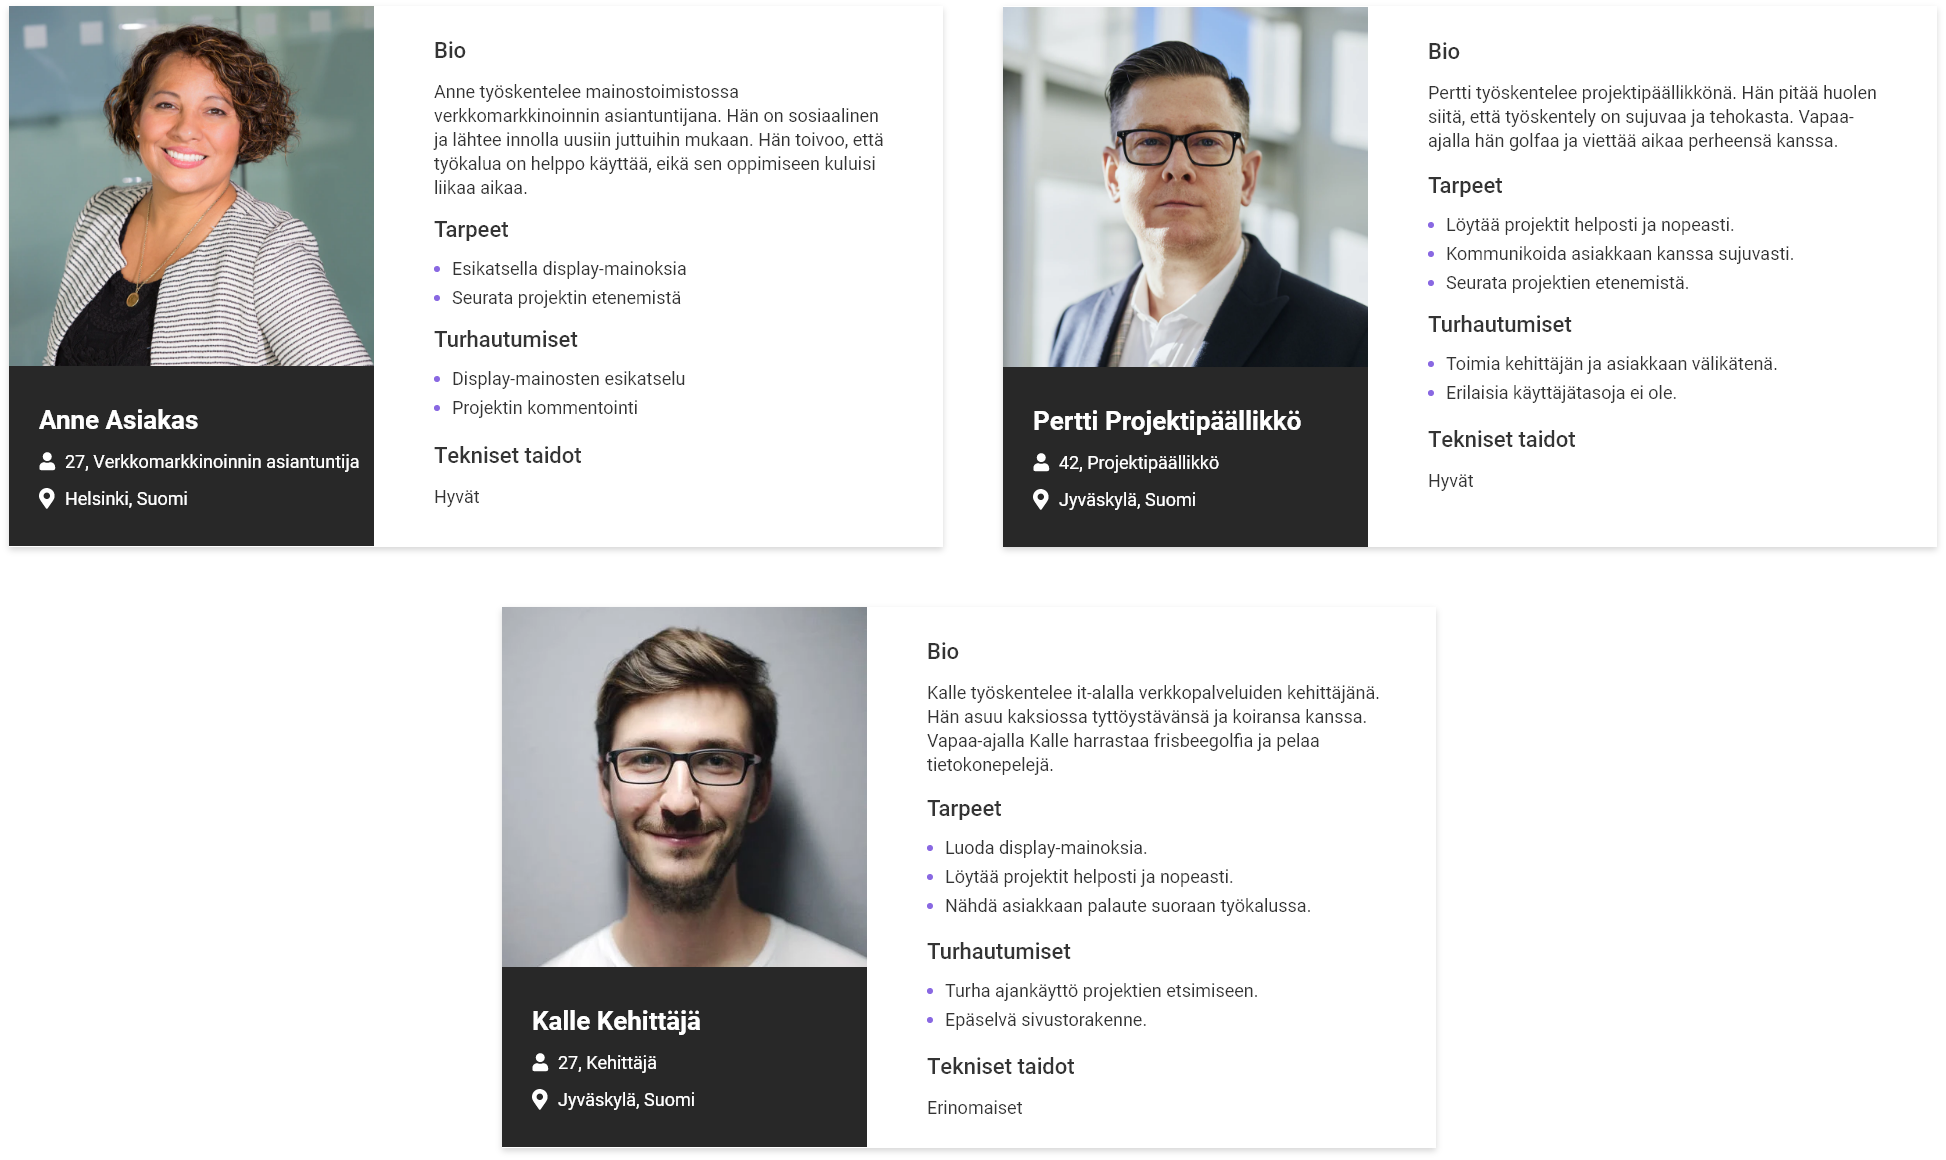 Bio
Anne työskentelee mainostoimistossa
verkkomarkkinoinnin asiantuntijana. Hän on sosiaalinen
ja lähtee innolla uusiin juttuihin mukaan. Hän toivoo, että
työkalua on helppo käyttää, eikä sen oppimiseen kuluisi
liikaa aikaa.
Tarpeet
Esikatsella display-mainoksia
Seurata projektin etenemistä
Turhautumiset
Display-mainosten esikatselu
Projektin kommentointi
Tekniset taidot
Hyvät
Anne Asiakas
27, Verkkomarkkinoinnin asiantuntija
Helsinki, Suomi
Bio
Pertti työskentelee projektipäällikkönä. Hän pitää huolen
siitä, että työskentely on sujuvaa ja tehokasta. Vapaa-
ajalla hän golfaa ja viettää aikaa perheensä kanssa.
Tarpeet
Löytää projektit helposti ja nopeasti.
Kommunikoida asiakkaan kanssa sujuvasti.
Seurata projektien etenemistä.
Turhautumiset
Toimia kehittäjän ja asiakkaan välikätenä.
Erilaisia käyttäjätasoja ei ole.
Tekniset taidot
Hyvät
Pertti Projektipäällikkö
42, Projektipäällikkö
Jyväskylä, Suomi
Bio
Kalle työskentelee it-alalla verkkopalveluiden kehittäjänä.
Hän asuu kaksiossa tyttöystävänsä ja koiransa kanssa.
Vapaa-ajalla Kalle harrastaa frisbeegolfia ja pelaa
tietokonepelejä.
Tarpeet
Luoda display-mainoksia.
Löytää projektit helposti ja nopeasti.
Nähdä asiakkaan palaute suoraan työkalussa.
Turhautumiset
Turha ajankäyttö projektien etsimiseen.
Epäselvä sivustorakenne.
Tekniset taidot
Erinomaiset
Kalle Kehittäjä
27, Kehittäjä
Jyväskylä, Suomi